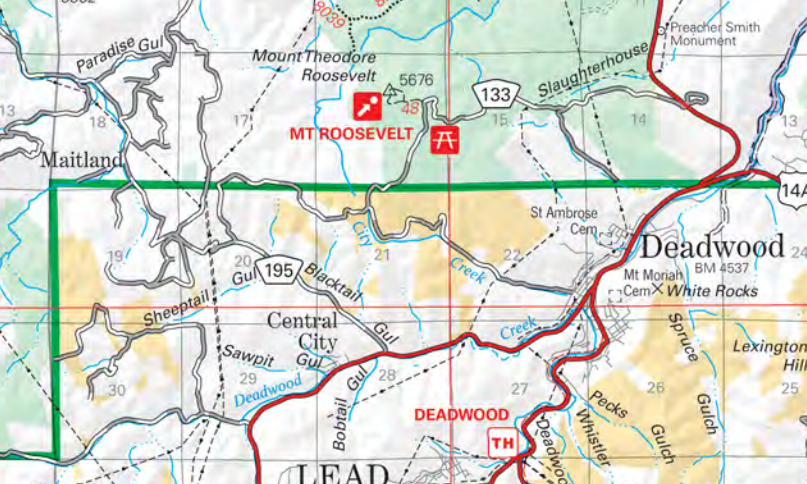 8039
Preacher Smith
Monument
Paradise Gul
Mount Theodore
Roosevelt
5676
48
Slaughterhouse
133
13
18
17
MT ROOSEVELT
15
14
13
Maitland
14A
St Ambrose
Cem
Deadwood
BM 4537
City
Creek
19
20
21
22
24
195
Blacktail
Gul
Mt Moriah
Cem
White Rocks
Sheeptail Gul
Central
City
Creek
Spruce
Gulch
Lexington
Hill
Sawpit Gul
Deadwood
30
29
28
27
26
25
Bobtail Gul
DEADWOOD
TH
Pecks
Gulch
Whistler
LEAD